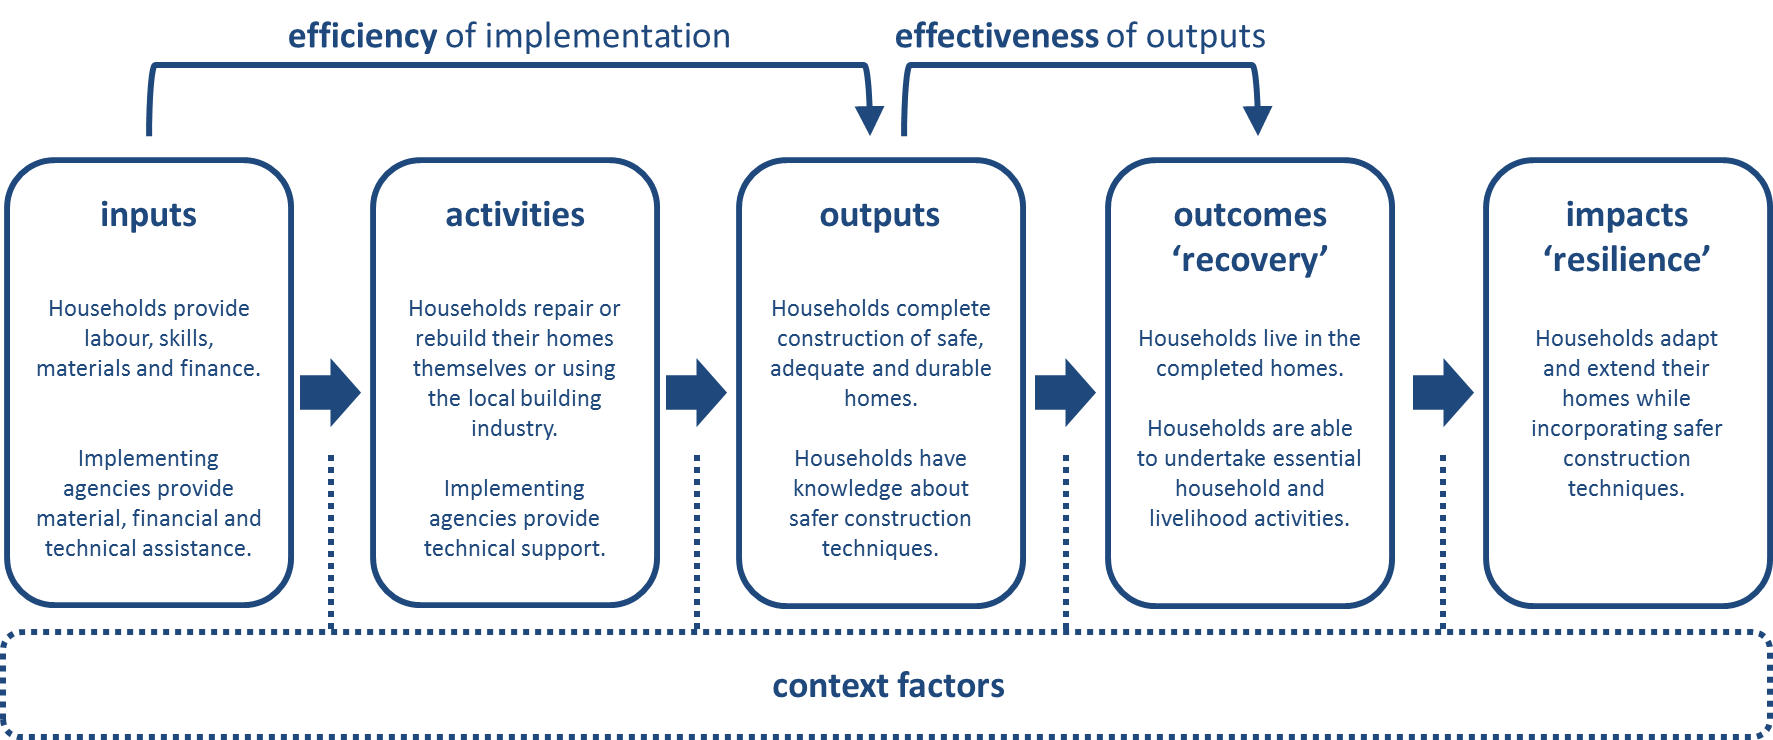 efficiency of implementation
effectiveness of outputs
inputs
Households provide
labour, skills,
materials and finance.
Implementing
agencies provide
material, financial and
technical assistance.
activities
Households repair or
rebuild their homes
themselves or using
the local building
industry.
Implementing
agencies provide
technical support.
outputs
Households complete
construction of safe,
adequate and durable
homes.
Households have
knowledge about
safer construction
techniques.
outcomes
‘recovery’
Households live in the
completed homes.
Households are able
to undertake essential
household and
livelihood activities.
impacts
‘resilience’
Households adapt
and extend their
homes while
incorporating safer
construction
techniques.
context factors